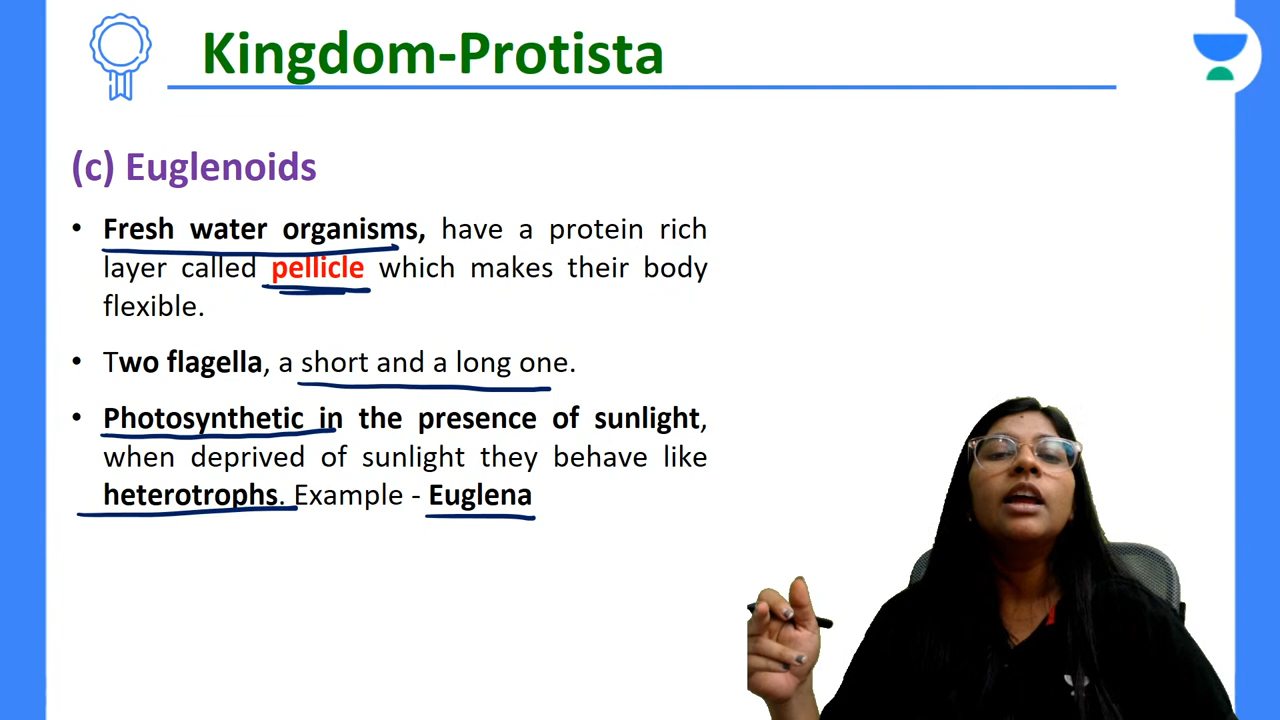 Kingdom-Protista
(c) Euglenoids
• Fresh water organisms, have a protein rich
layer called pellicle which makes their body
flexible.
• Two flagella, a short and a long one.
• Photosynthetic in the presence of sunlight,
when deprived of sunlight they behave like
heterotrophs. Example - Euglena